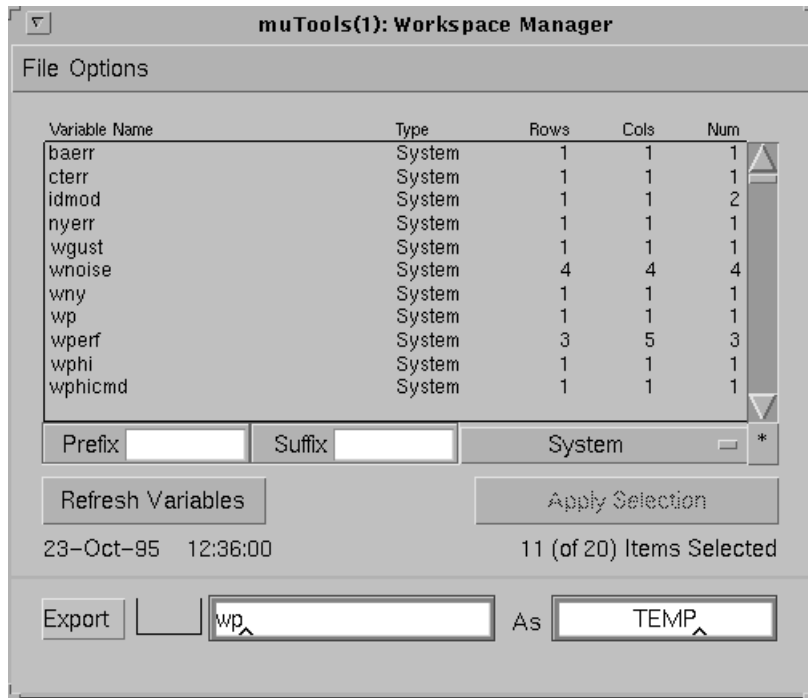 muTools(1): Workspace Manager
File Options
Variable Name Type Rows Cols Num
baerr System 1 1 1
cterr System 1 1 1
idmod System 1 1 2
nyerr System 1 1 1
wgust System 1 1 1
wnoise System 4 4 4
wny System 1 1 1
wp System 1 1 1
wperf System 3 5 3
wphi System 1 1 1
wphicmd System 1 1 1
Prefix Suffix System *
Refresh Variables Apply Selection
23-Oct-95 12:36:00 11 (of 20) Items Selected
Export wp As TEMP